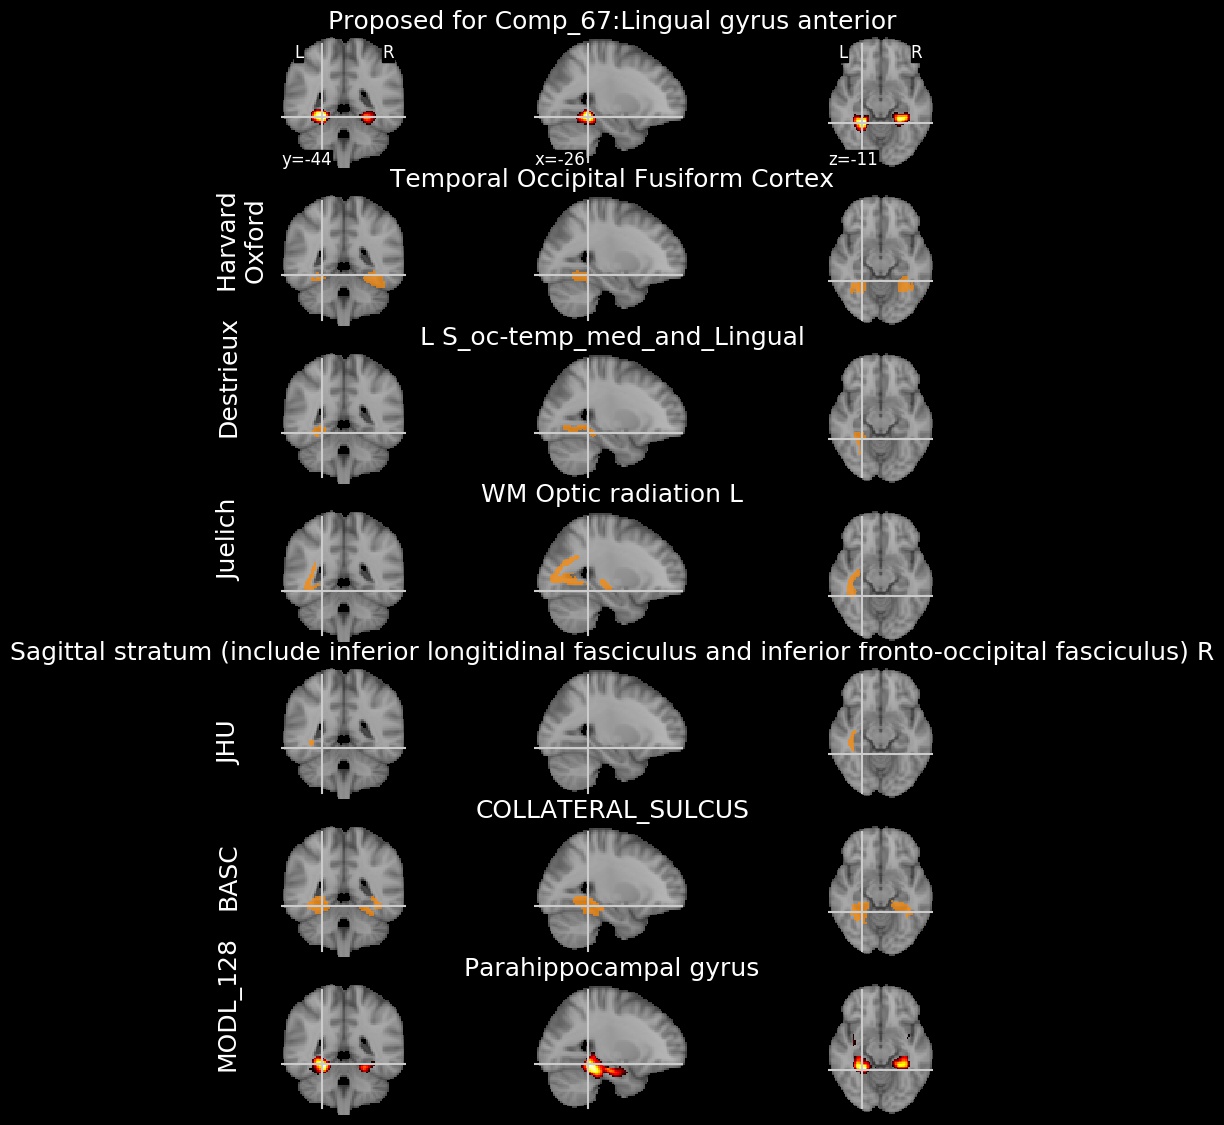 Proposed for Comp_67:Lingual gyrus anterior
L R L R
y=-44 x=-26 z=-11
Temporal Occipital Fusiform Cortex
Harvard
Oxford
L S_oc-temp_med_and_Lingual
Destrieux
WM Optic radiation L
Juelich
Sagittal stratum (include inferior longitidinal fasciculus and inferior fronto-occipital fasciculus) R
JHU
COLLATERAL_SULCUS
BASC
Parahippocampal gyrus
MODL_128